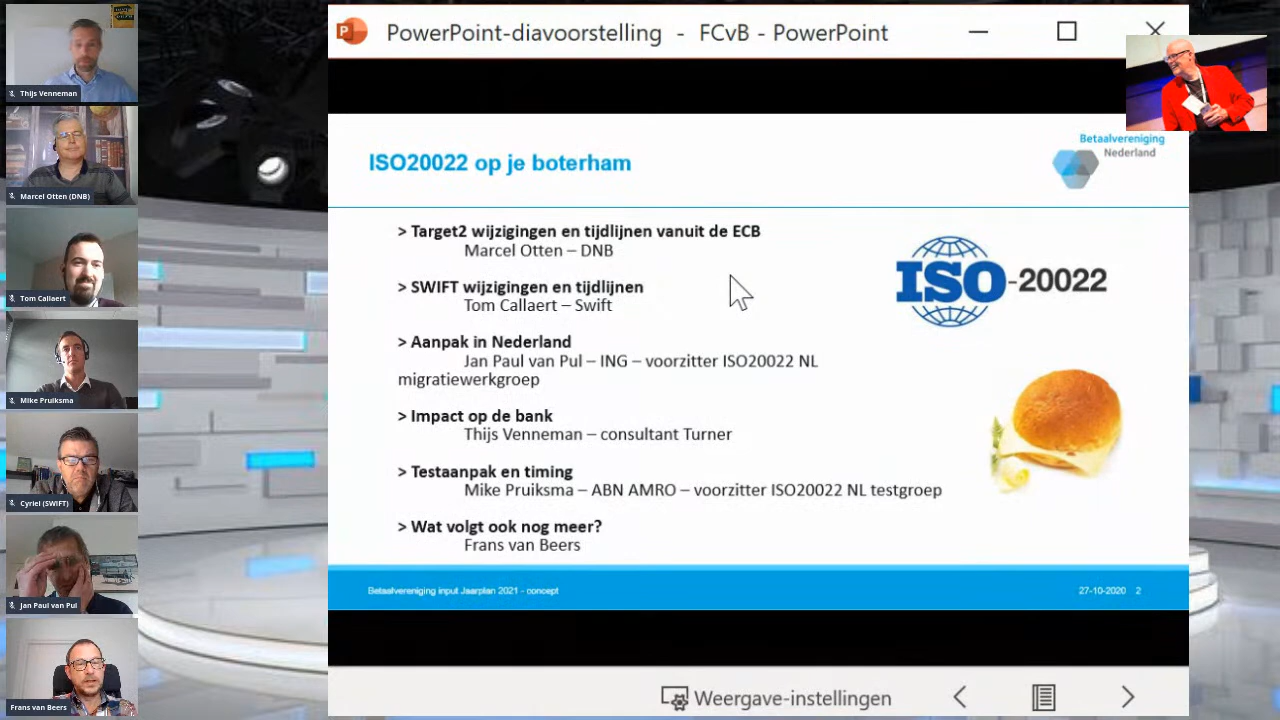 PowerPoint-diavoorstelling - FCvB - PowerPoint
Betaalvereniging
Nederland
ISO20022 op je boterham
> Target2 wijzigingen en tijdlijnen vanuit de ECB
Marcel Otten – DNB
> SWIFT wijzigingen en tijdlijnen
Tom Callaert – Swift
> Aanpak in Nederland
Jan Paul van Pul – ING – voorzitter ISO20022 NL
migratiewerkgroep
> Impact op de bank
Thijs Venneman – consultant Turner
> Testaanpak en timing
Mike Pruiksma – ABN AMRO – voorzitter ISO20022 NL testgroep
> Wat volgt ook nog meer?
Frans van Beers
ISO-20022
Betaalvereniging input Jaarplan 2021 - concept
27-10-2020 2
Weergave-instellingen
Thijs Venneman
Marcel Otten (DNB)
Tom Callaert
Mike Pruiksma
Cyriel (SWIFT)
Jan Paul van Pul
Frans van Beers